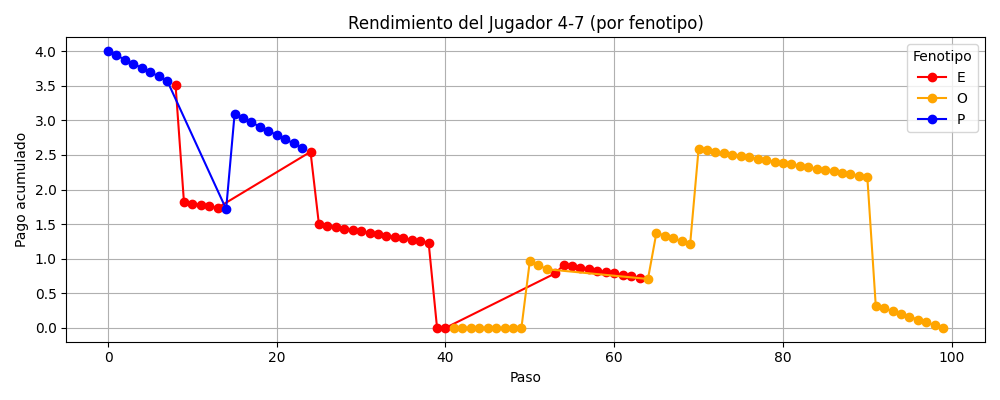 Rendimiento del Jugador 4-7 (por fenotipo)
Pago acumulado
4.0
3.5
3.0
2.5
2.0
1.5
1.0
0.5
0.0
Fenotipo
E
O
P
0 20 40 60 80 100
Paso